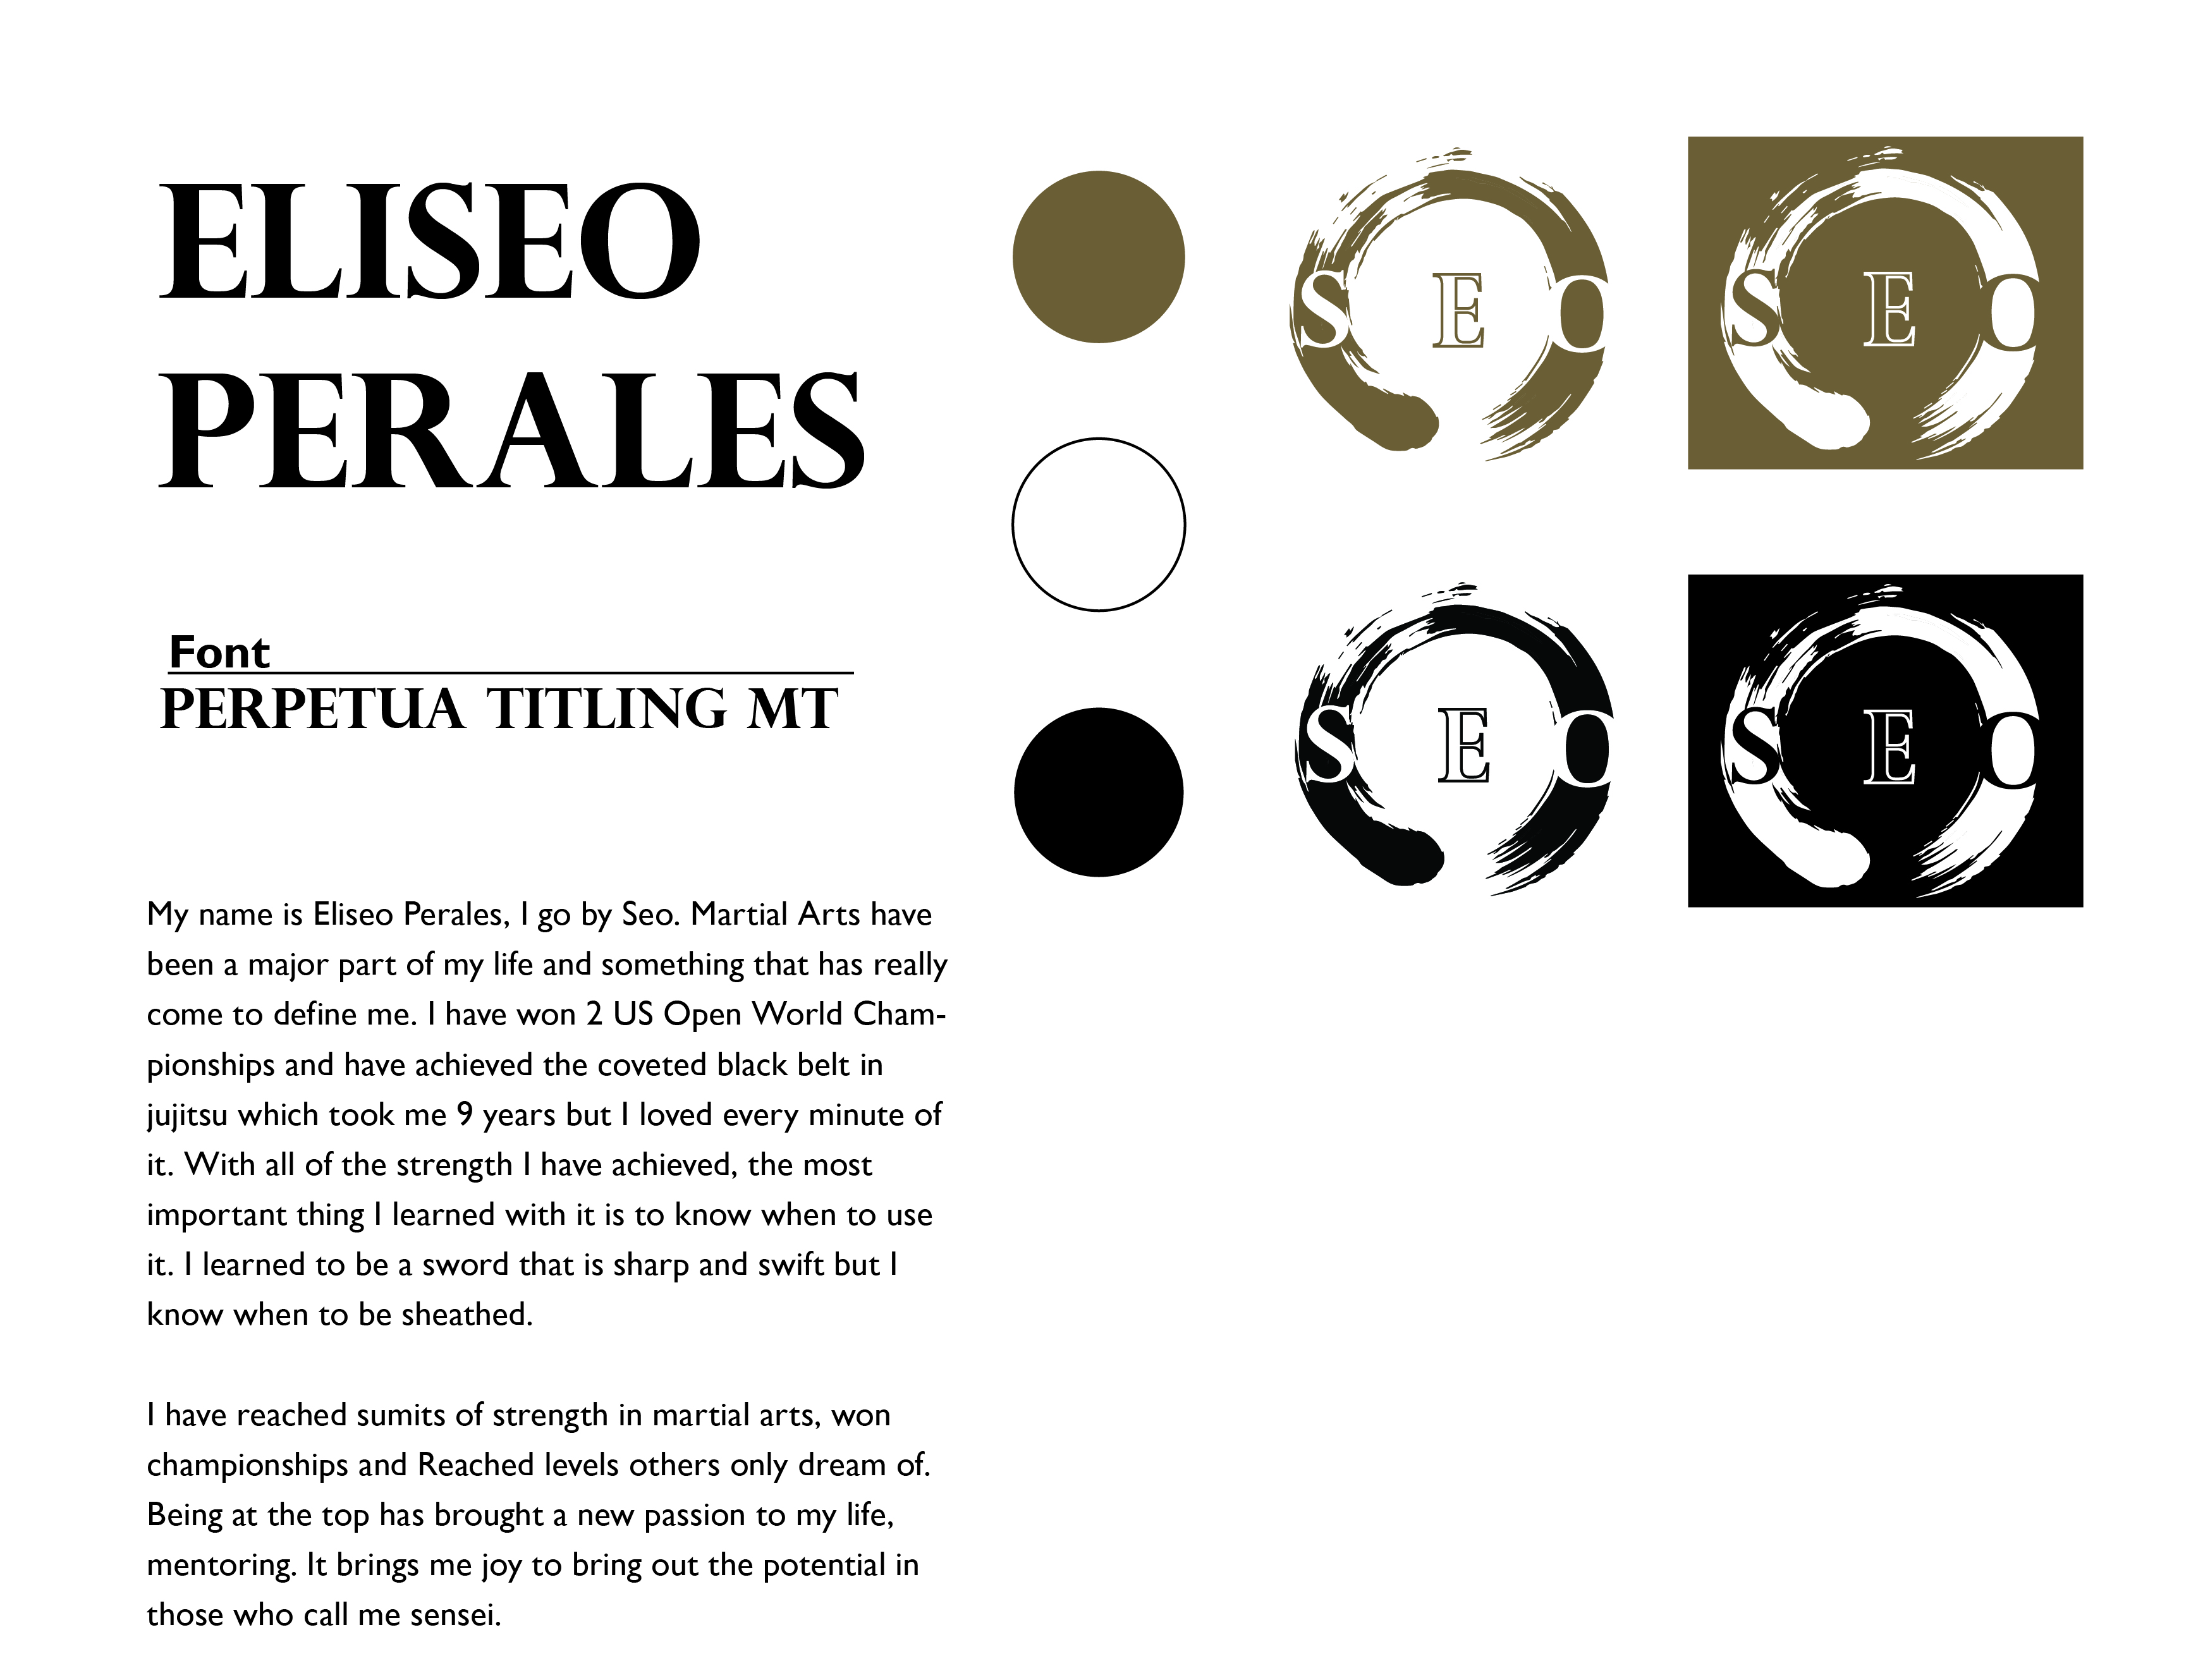 ELISEO
PERALES
Font
PERPETUA TITLING MT
My name is Eliseo Perales, I go by Seo. Martial Arts have
been a major part of my life and something that has really
come to define me. I have won 2 US Open World Cham-
pionships and have achieved the coveted black belt in
jujitsu which took me 9 years but I loved every minute of
it. With all of the strength I have achieved, the most
important thing I learned with it is to know when to use
it. I learned to be a sword that is sharp and swift but I
know when to be sheathed.
I have reached sumits of strength in martial arts, won
championships and Reached levels others only dream of.
Being at the top has brought a new passion to my life,
mentoring. It brings me joy to bring out the potential in
those who call me sensei.
SEO
SEO
SEO
SEO